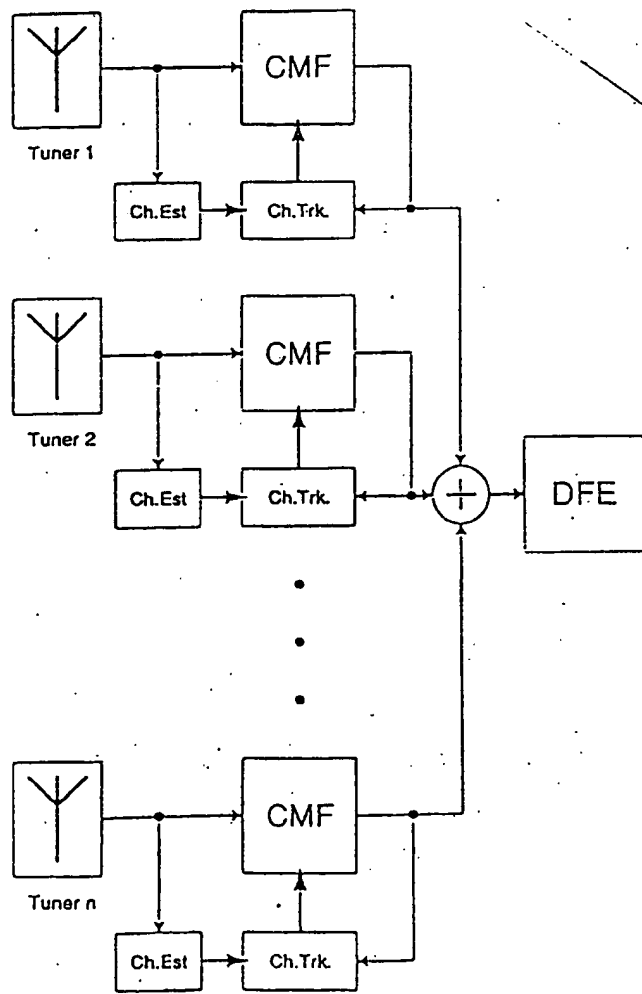 CMF
Tuner 1
Ch.Est
Ch.Trk.
CMF
Tuner 2
Ch.Est
Ch.Trk.
+
DFE
CMF
Tuner n
Ch.Est
Ch.Trk.